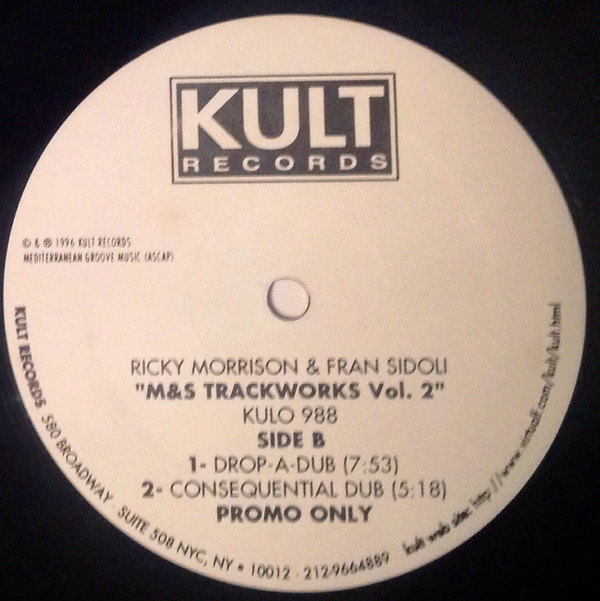 KULT
RECORDS
© & ℗ 1996 KULT RECORDS
MEDITERRANEAN GROOVE MUSIC (ASCAP)
RICKY MORRISON & FRAN SIDOLI
"M&S TRACKWORKS Vol. 2"
KULO 988
SIDE B
1- DROP-A-DUB (7:53)
2- CONSEQUENTIAL DUB (5:18)
PROMO ONLY
KULT RECORDS 580 BROADWAY · SUITE 508 NYC, NY • 10012 · 212-9664889 kult web site: http://www.virtualf.com/kult/kult.html